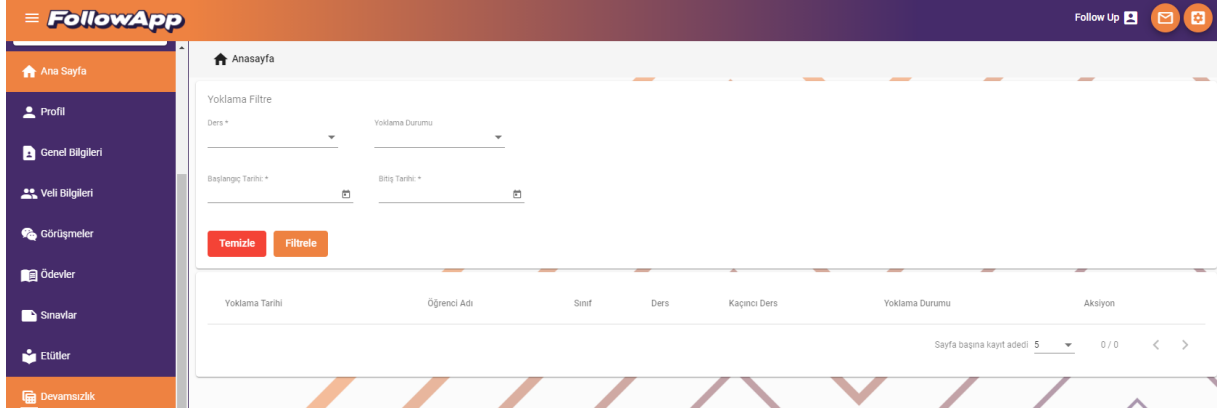 FollowApp
Follow Up
Ana Sayfa
Profil
Genel Bilgileri
Veli Bilgileri
Görüşmeler
Ödevler
Sınavlar
Etütler
Devamsızlık
Anasayfa
Yoklama Filtre
Ders *
Yoklama Durumu
Başlangıç Tarihi: *
Bitiş Tarihi: *
Temizle
Filtrele
Yoklama Tarihi Öğrenci Adı Sınıf Ders Kaçıncı Ders Yoklama Durumu Aksiyon
Sayfa başına kayıt adedi 5 0 / 0